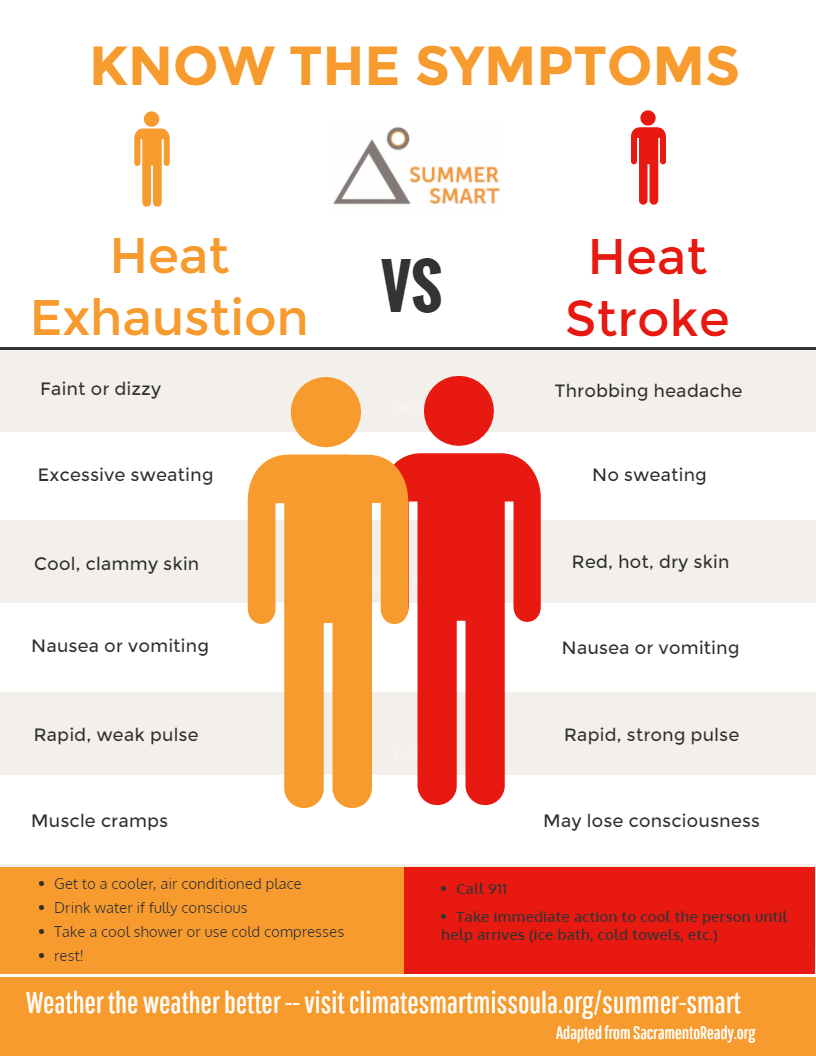 KNOW THE SYMPTOMS
SUMMER
SMART
Heat
Exhaustion
VS
Heat
Stroke
Faint or dizzy
Throbbing headache
Excessive sweating
No sweating
Cool, clammy skin
Red, hot, dry skin
Nausea or vomiting
Nausea or vomiting
Rapid, weak pulse
Rapid, strong pulse
Muscle cramps
May lose consciousness
• Get to a cooler, air conditioned place
• Drink water if fully conscious
• Take a cool shower or use cold compresses
• rest!
• Call 911
• Take immediate action to cool the person until
help arrives (ice bath, cold towels, etc.)
Weather the weather better -- visit climatesmartmissoula.org/summer-smart
Adapted from SacramentoReady.org